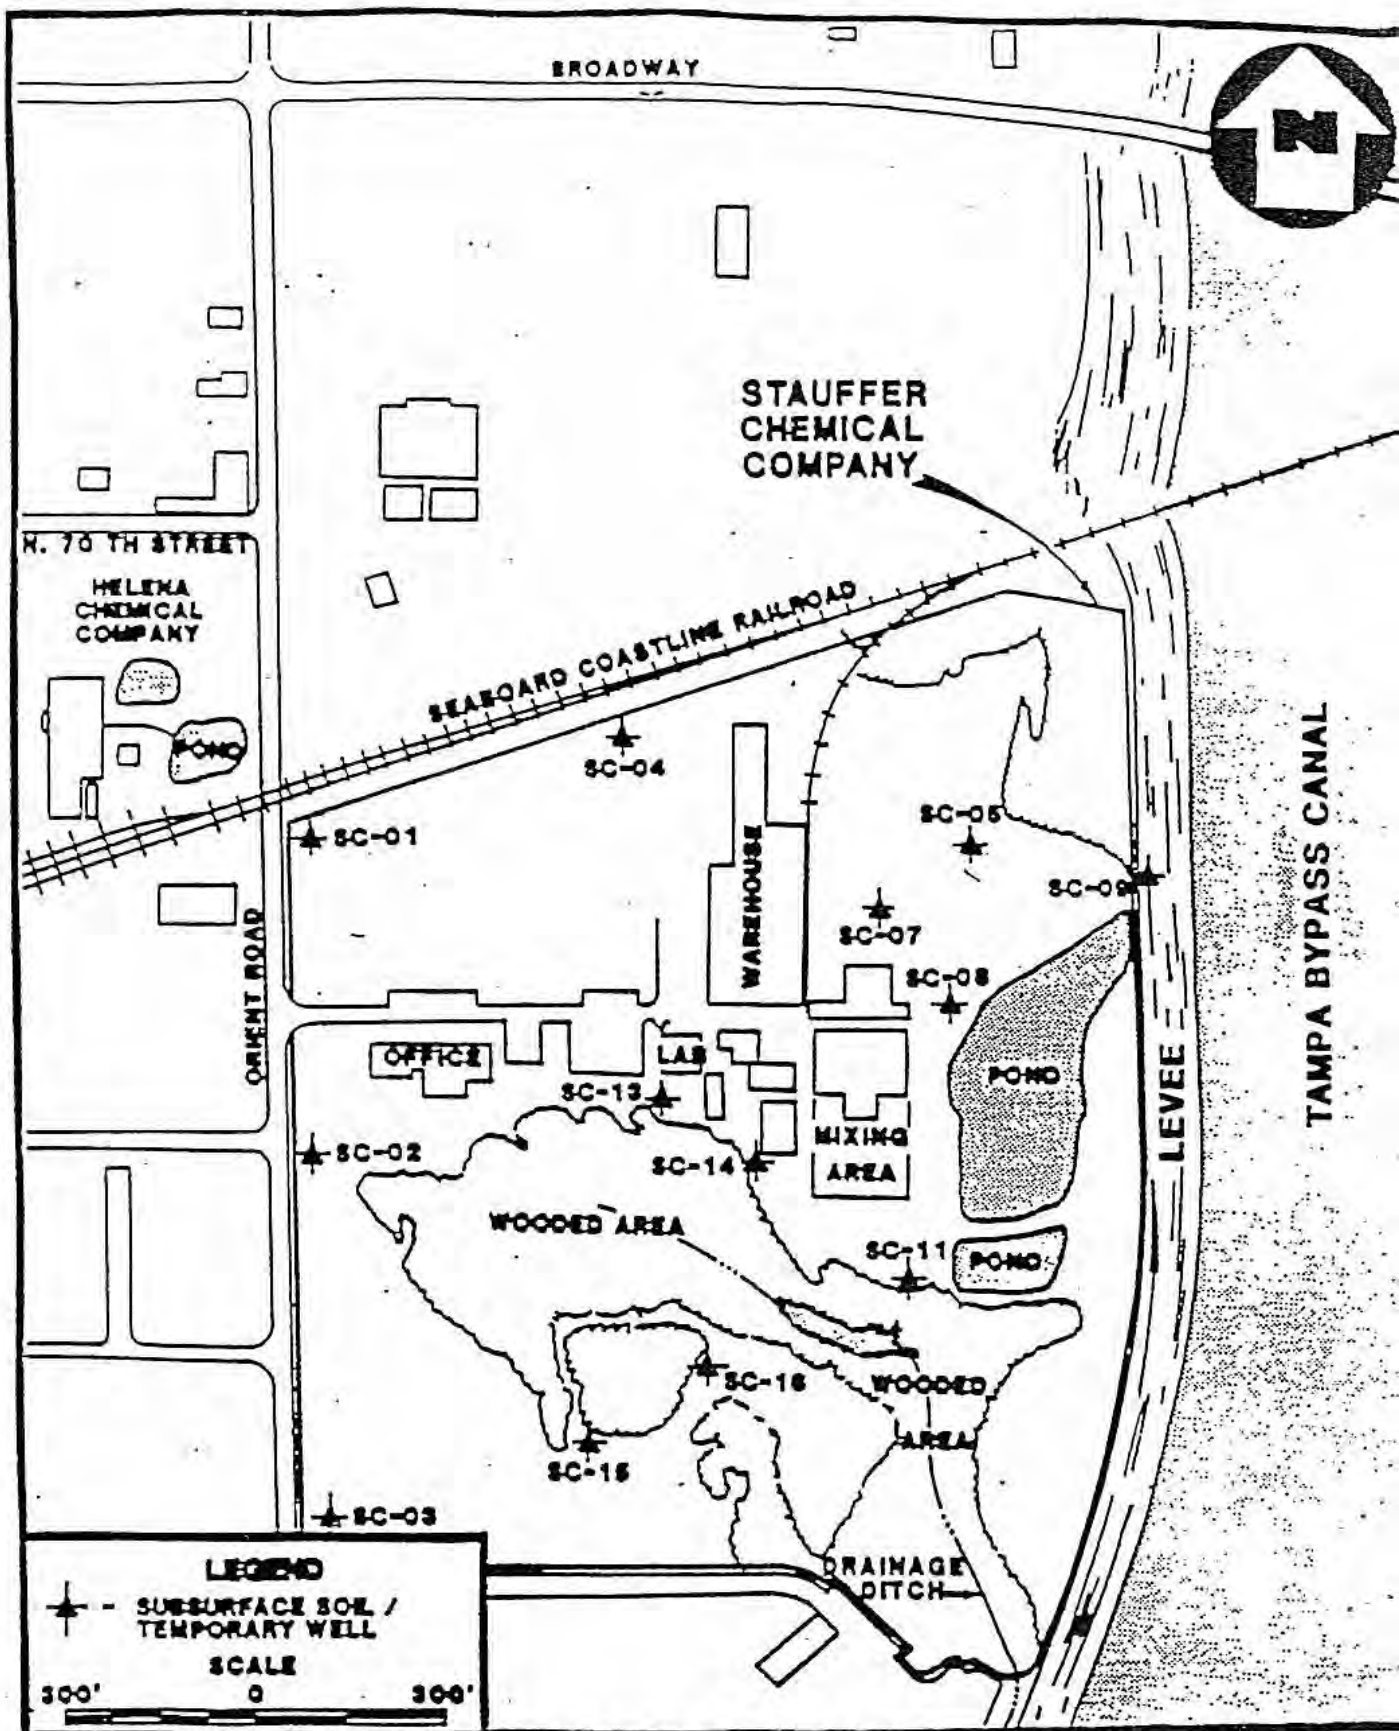 BROADWAY
N
STAUFFER
CHEMICAL
COMPANY
N. 70 TH STREET
HELENA
CHEMICAL
COMPANY
POND
SEABOARD COASTLINE RAILROAD
SC-04
SC-01
SC-05
SC-09
WAREHOUSE
SC-07
SC-08
ORIENT ROAD
TAMPA BYPASS CANAL
LEVEE
OFFICE
LAB
POND
SC-13
MIXING
AREA
SC-02
SC-14
WOODED AREA
SC-11
POND
SC-16
WOODED
AREA
SC-15
SC-03
DRAINAGE
DITCH
LEGEND
- SUBSURFACE SOIL /
TEMPORARY WELL
SCALE
300' 0 300'